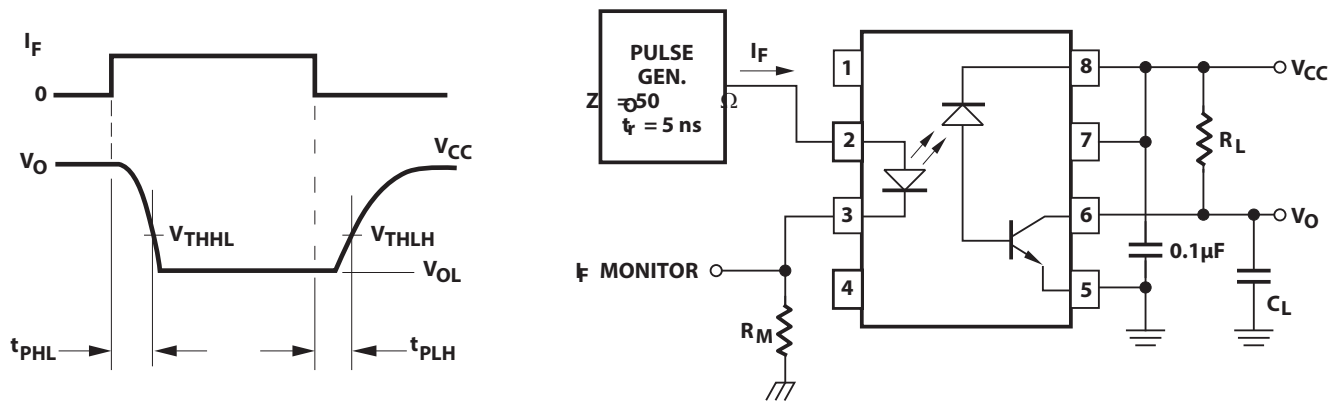 I_F
0
V_O
V_CC
V_THHL
V_THLH
V_OL
t_PHL
t_PLH
PULSE
GEN.
Z_O = 50 Ω
t_r = 5 ns
I_F
1
2
3
4
8
7
6
5
V_CC
R_L
V_O
0.1µF
C_L
I_F MONITOR
R_M